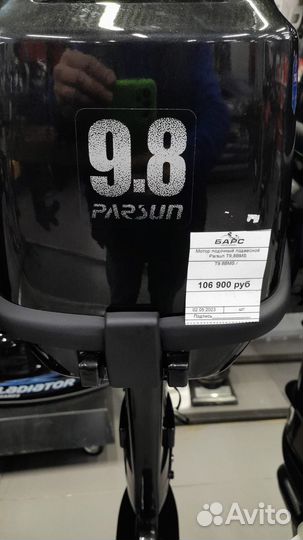 9.8
PARSUN
БАРС
Мотор лодочный подвесной
Parsun T9.8BMS
T9.8BMS /
106 900 руб
02.05.2023 шт
Подпись
GLADIATOR
Avito